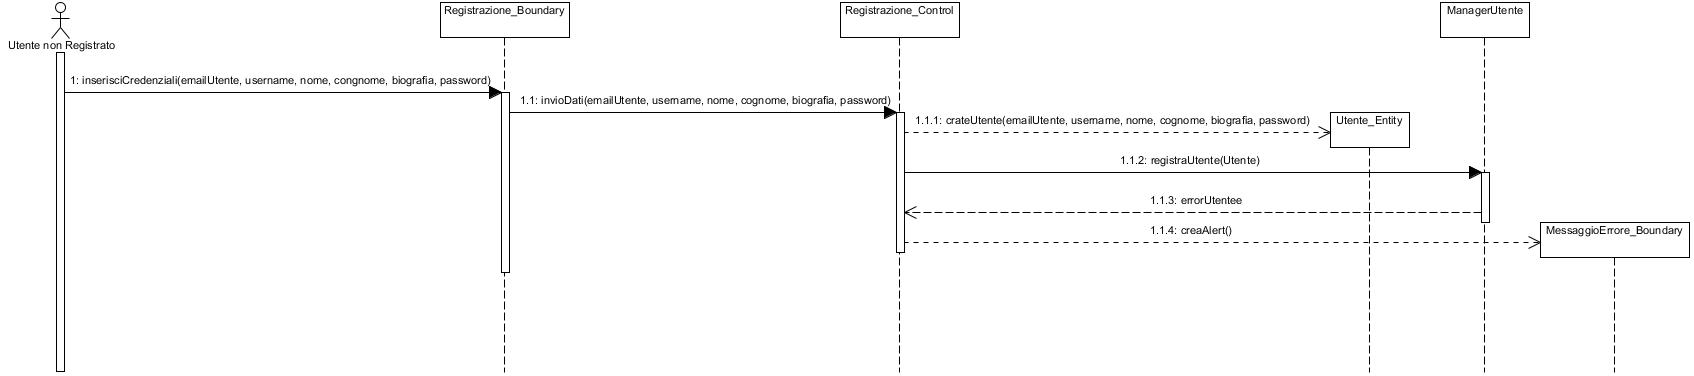 Utente non Registrato
Registrazione_Boundary
Registrazione_Control
ManagerUtente
1: inserisciCredenziali(emailUtente, username, nome, congnome, biografia, password)
1.1: invioDati(emailUtente, username, nome, cognome, biografia, password)
1.1.1: crateUtente(emailUtente, username, nome, cognome, biografia, password)
Utente_Entity
1.1.2: registraUtente(Utente)
1.1.3: errorUtentee
1.1.4: creaAlert()
MessaggioErrore_Boundary